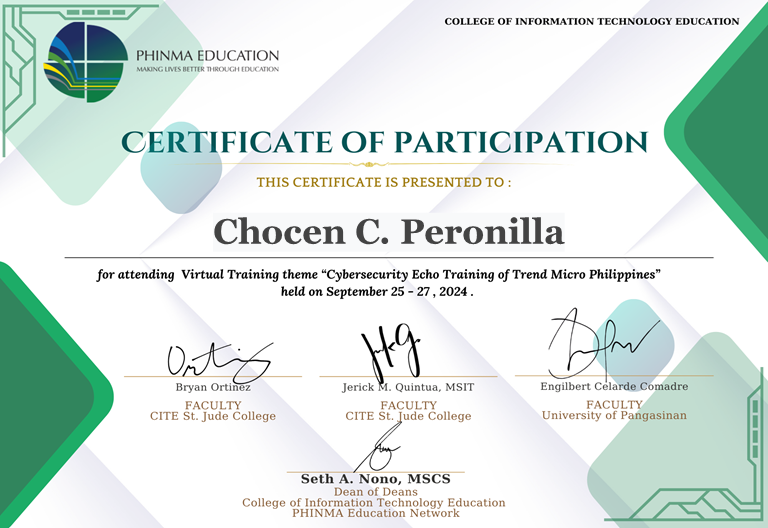 COLLEGE OF INFORMATION TECHNOLOGY EDUCATION
PHINMA EDUCATION
MAKING LIVES BETTER THROUGH EDUCATION
CERTIFICATE OF PARTICIPATION
THIS CERTIFICATE IS PRESENTED TO :
Chocen C. Peronilla
for attending Virtual Training theme “Cybersecurity Echo Training of Trend Micro Philippines”
held on September 25 - 27 , 2024 .
Bryan Ortinez
FACULTY
CITE St. Jude College
Jerick M. Quintua, MSIT
FACULTY
CITE St. Jude College
Engilbert Celarde Comadre
FACULTY
University of Pangasinan
Seth A. Nono, MSCS
Dean of Deans
College of Information Technology Education
PHINMA Education Network